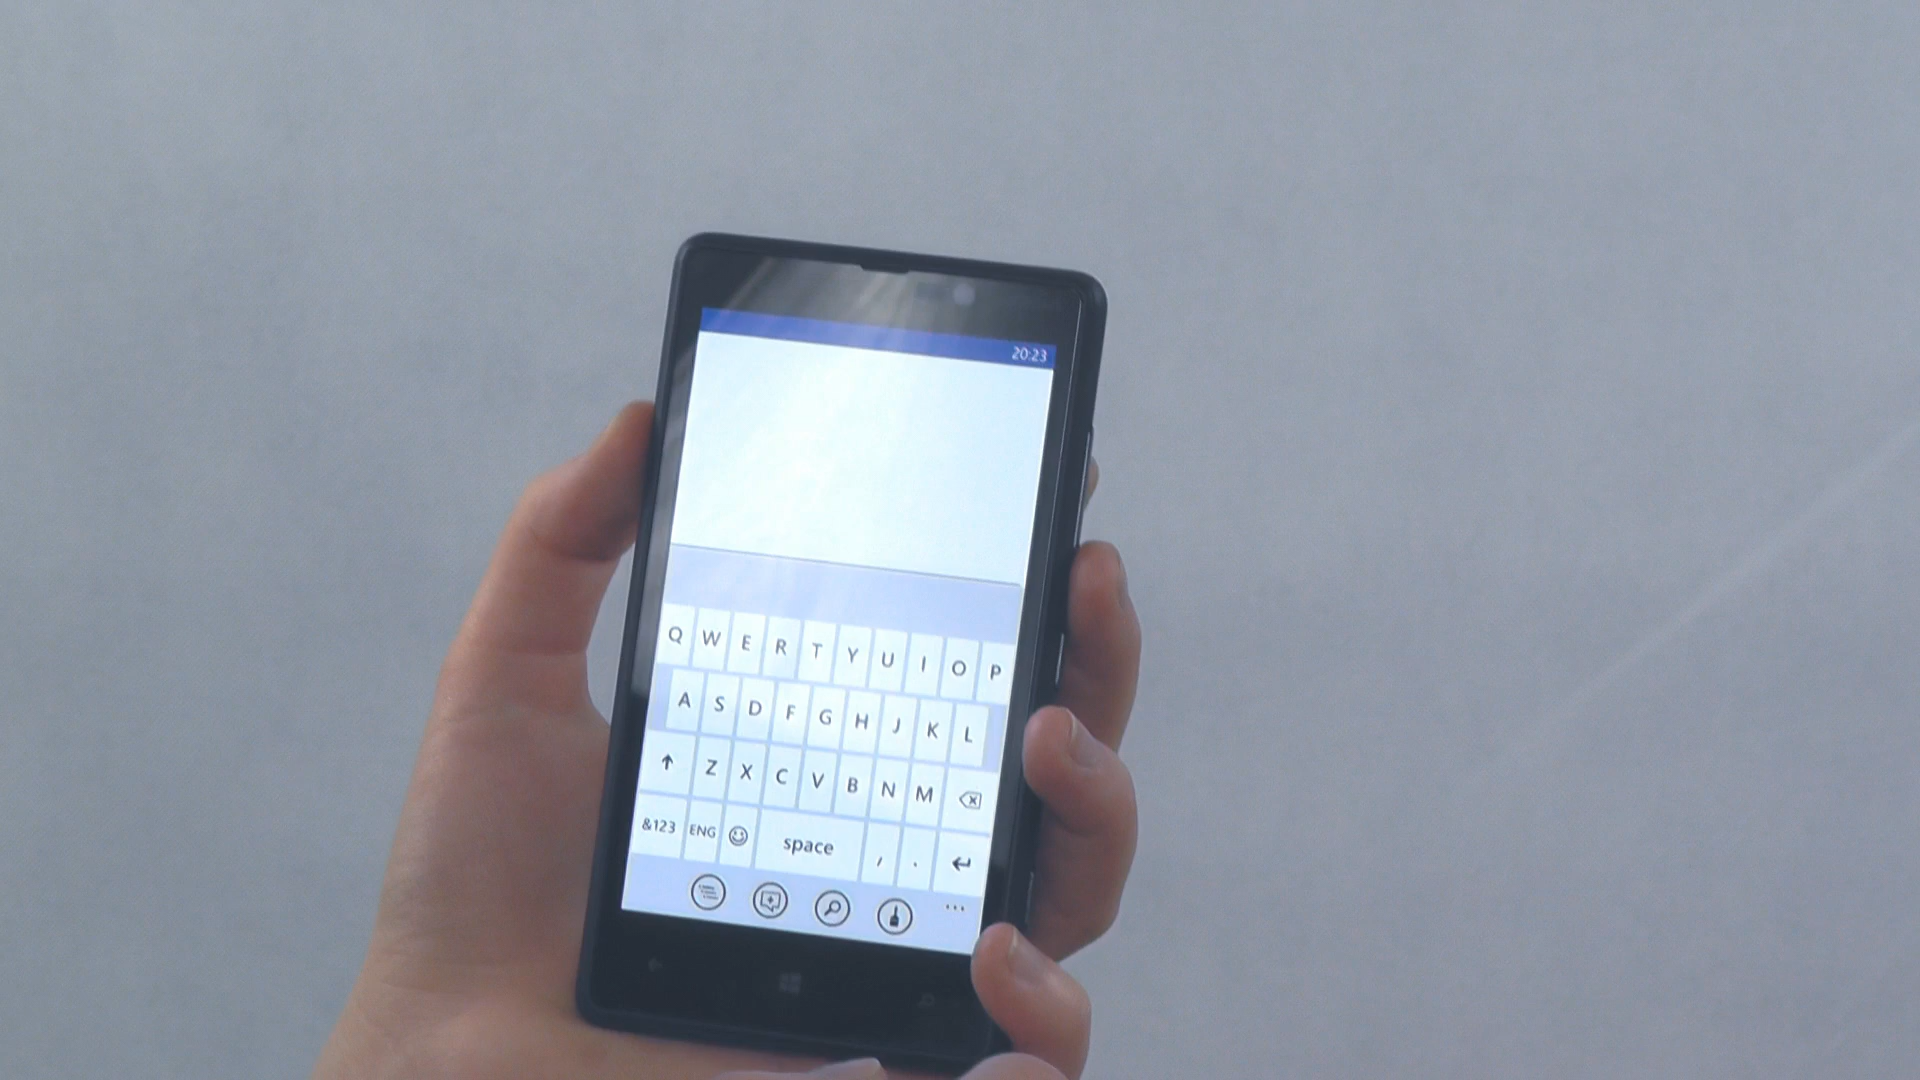 20:23
Q W E R T Y U I O P
A S D F G H J K L
Z X C V B N M
&123 ENG space , .